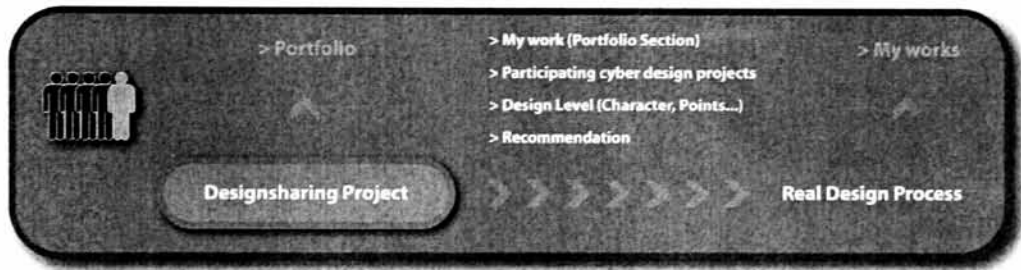 > Portfolio
> My work (Portfolio Section)
> Participating cyber design projects
> Design Level (Character, Points...)
> Recommendation
> My works
Designsharing Project
Real Design Process